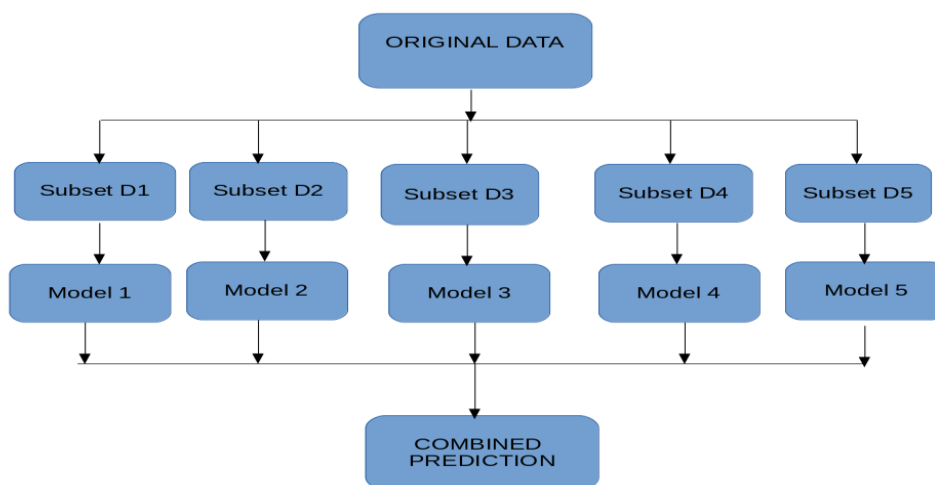 ORIGINAL DATA
Subset D1
Subset D2
Subset D3
Subset D4
Subset D5
Model 1
Model 2
Model 3
Model 4
Model 5
COMBINED
PREDICTION